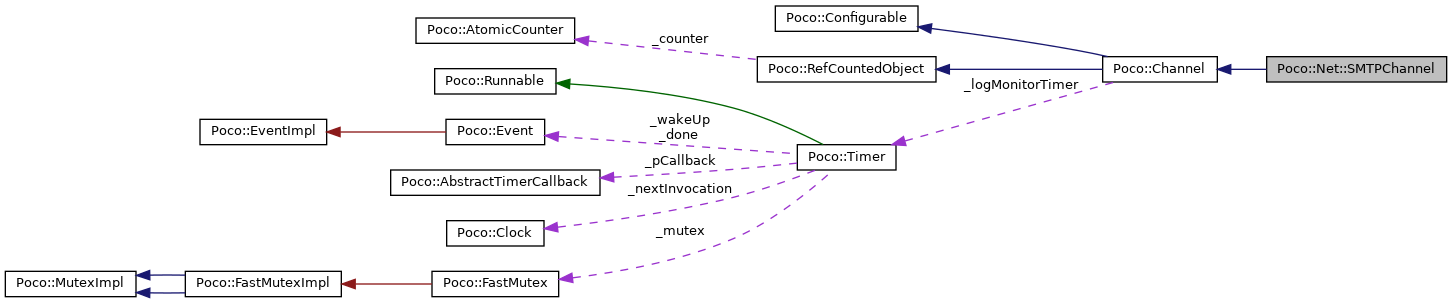 Poco::Configurable
Poco::AtomicCounter
_counter
Poco::RefCountedObject
Poco::Channel
Poco::Net::SMTPChannel
Poco::Runnable
_logMonitorTimer
Poco::EventImpl
Poco::Event
_wakeUp
_done
Poco::Timer
_pCallback
Poco::AbstractTimerCallback
_nextInvocation
Poco::Clock
_mutex
Poco::MutexImpl
Poco::FastMutexImpl
Poco::FastMutex